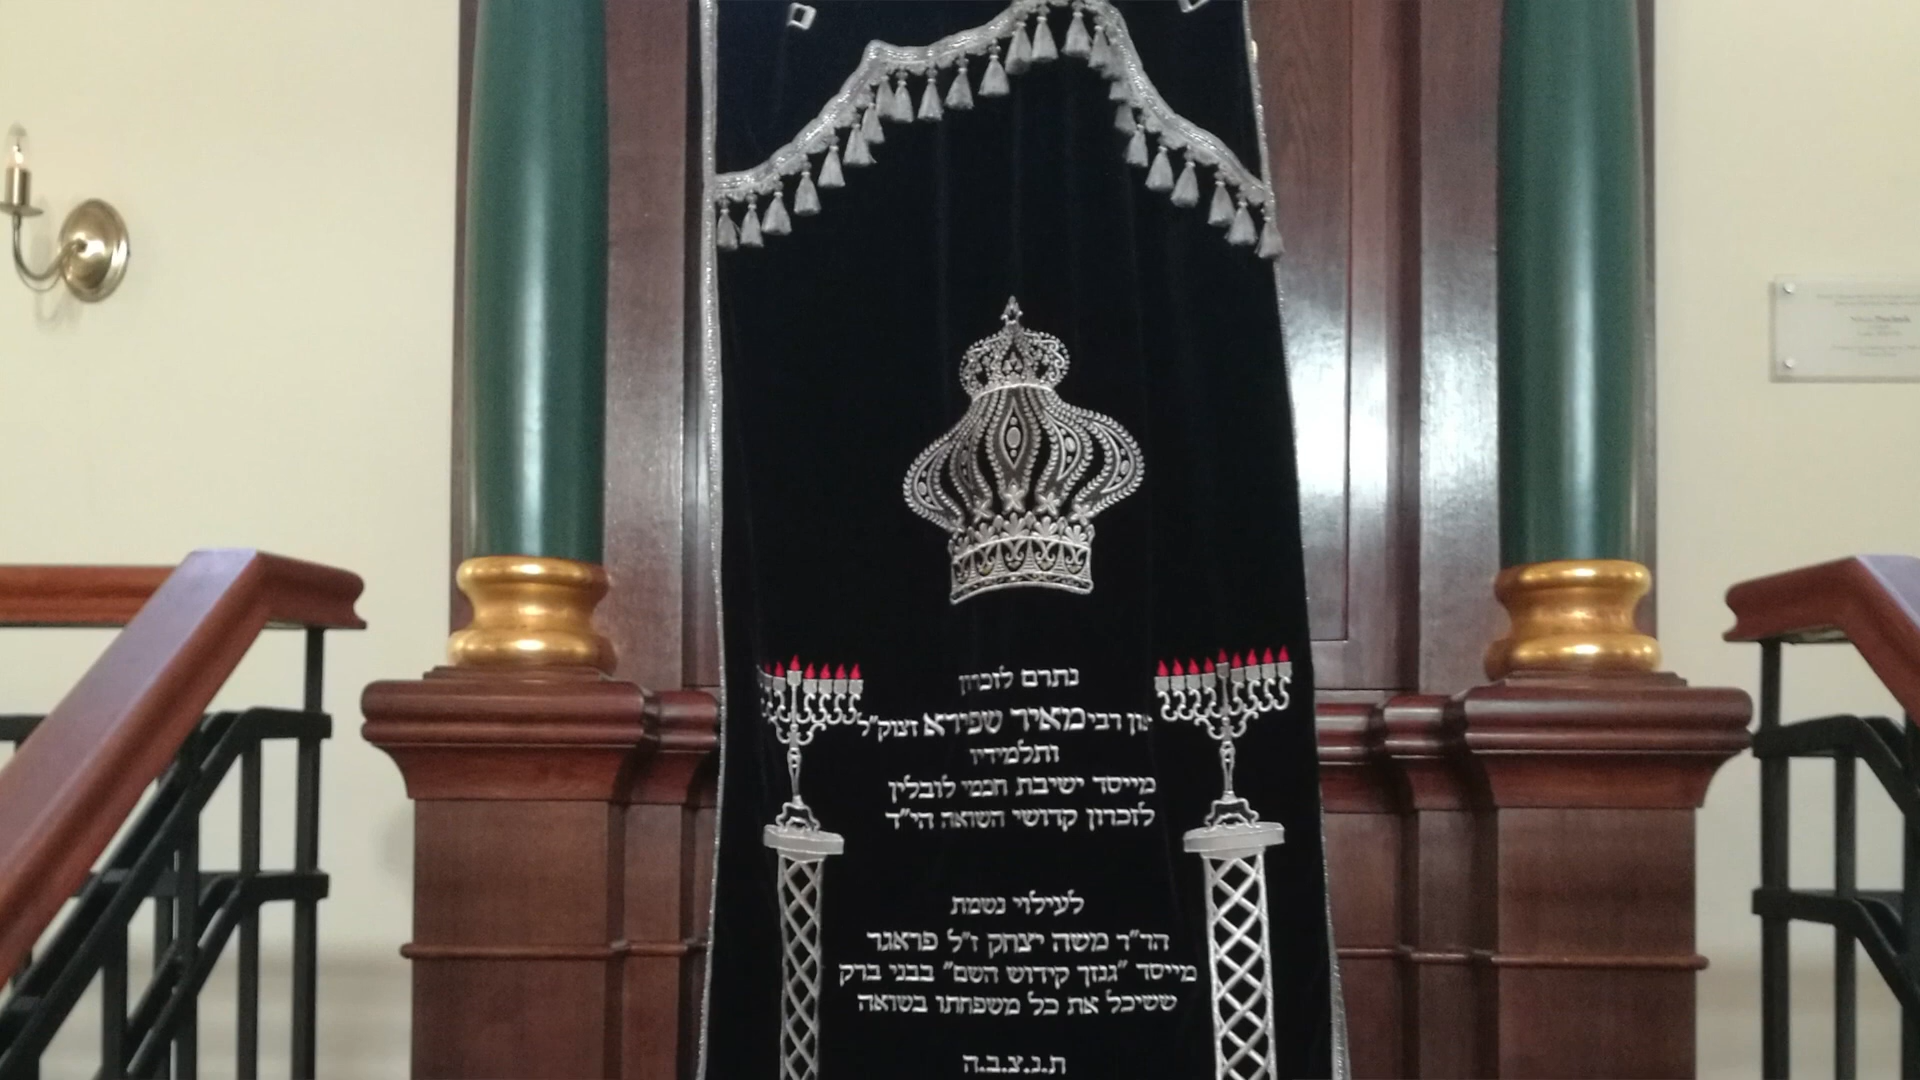 נתרם לזכרון
רבי מאיר שפירא זצוק"ל
ותלמידיו
מייסד ישיבת חכמי לובלין
לזכרון קדושי השואה הי"ד
לעילוי נשמת
הר"ר משה יצחק ז"ל פראגר
מייסד "גנזך קידוש השם" בבני ברק
ששיכל את כל משפחתו בשואה
ת.נ.צ.ב.ה